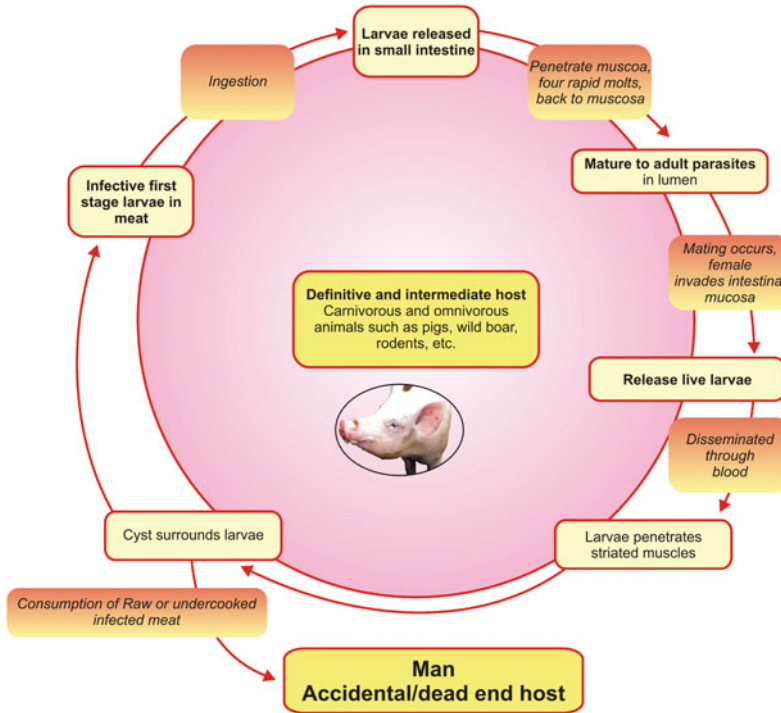 Larvae released
in small intestine
Penetrate muscoa,
four rapid molts,
back to muscosa
Mature to adult parasites
in lumen
Mating occurs,
female
invades intestinal
mucosa
Release live larvae
Disseminated
through
blood
Larvae penetrates
striated muscles
Cyst surrounds larvae
Consumption of Raw or undercooked
infected meat
Man
Accidental/dead end host
Infective first
stage larvae in
meat
Ingestion
Definitive and intermediate host
Carnivorous and omnivorous
animals such as pigs, wild boar,
rodents, etc.